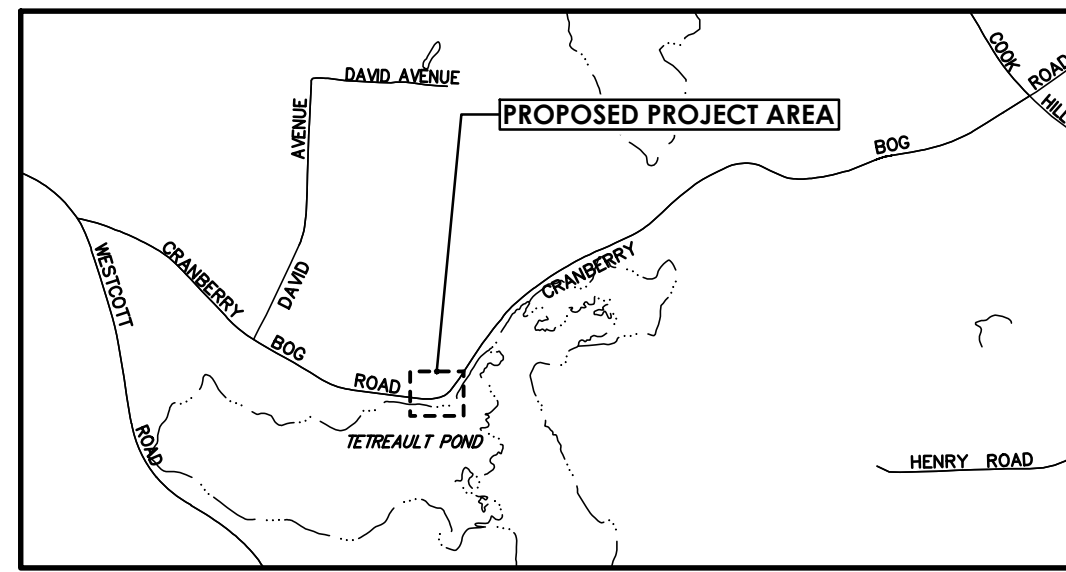 COOK
ROAD
HILL
DAVID AVENUE
PROPOSED PROJECT AREA
AVENUE
BOG
WESTCOTT
CRANBERRY
DAVID
CRANBERRY
BOG
ROAD
TETREAULT POND
ROAD
HENRY ROAD